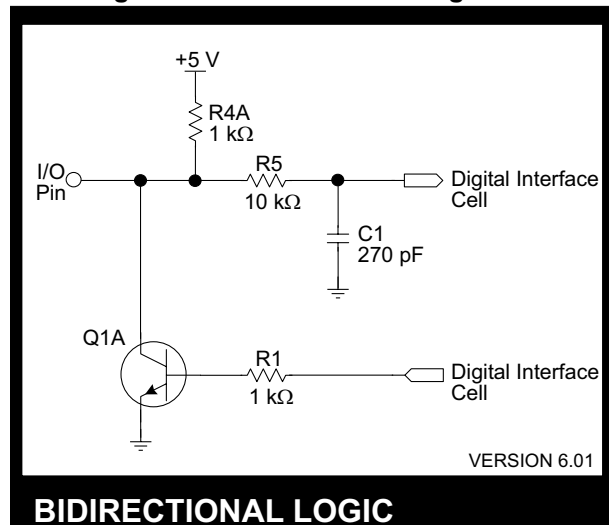 +5 V
R4A
1 kΩ
I/O
Pin
R5
10 kΩ
Digital Interface
Cell
C1
270 pF
Q1A
R1
1 kΩ
Digital Interface
Cell
VERSION 6.01
BIDIRECTIONAL LOGIC